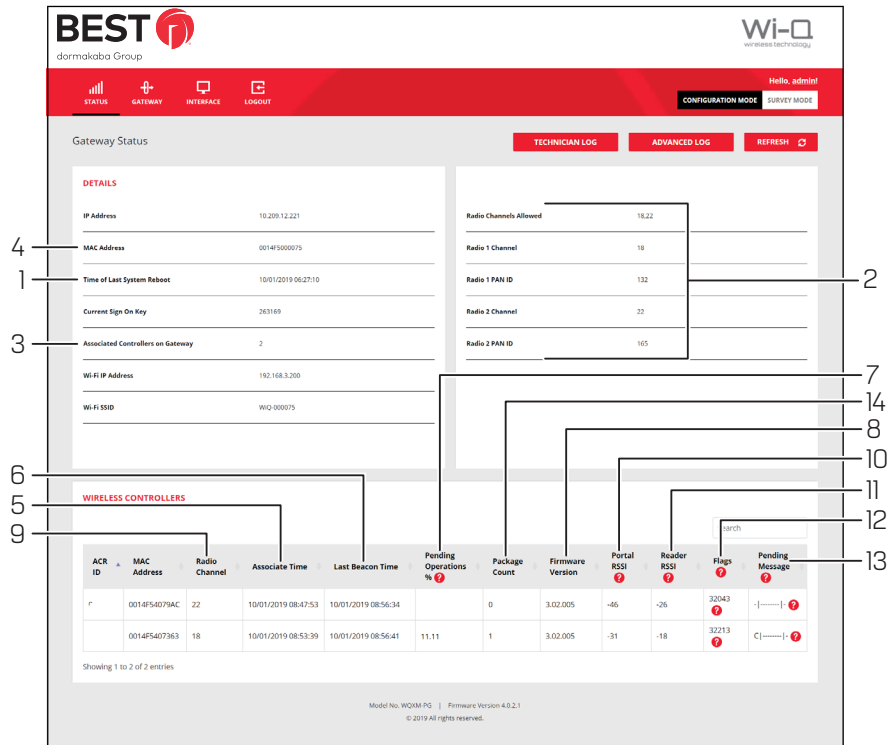 BEST
dormakaba Group
Wi-Q
wireless technology
STATUS GATEWAY INTERFACE LOGOUT
Hello, admin!
CONFIGURATION MODE SURVEY MODE
Gateway Status
TECHNICIAN LOG ADVANCED LOG REFRESH
DETAILS
IP Address 10.209.12.221
4 MAC Address 0014F5000075
1 Time of Last System Reboot 10/01/2019 06:27:10
Current Sign On Key 263169
3 Associated Controllers on Gateway 2
Wi-Fi IP Address 192.168.3.200
Wi-Fi SSID WiQ-000075
Radio Channels Allowed 18,22
Radio 1 Channel 18
Radio 1 PAN ID 132
2
Radio 2 Channel 22
Radio 2 PAN ID 165
7
14
8
6
10
5
11
9
12
13
WIRELESS CONTROLLERS
Search
ACR ID MAC Address Radio Channel Associate Time Last Beacon Time Pending Operations % ? Package Count Firmware Version Portal RSSI ? Reader RSSI ? Flags ? Pending Message ?
0014F54079AC 22 10/01/2019 08:47:53 10/01/2019 08:56:34 0 3.02.005 -46 -26 32043 ? -|--------|- ?
0014F5407363 18 10/01/2019 08:53:39 10/01/2019 08:56:41 11.11 1 3.02.005 -31 -18 32213 ? C|--------|- ?
Showing 1 to 2 of 2 entries
Model No. WQXM-PG | Firmware Version 4.0.2.1
© 2019 All rights reserved.